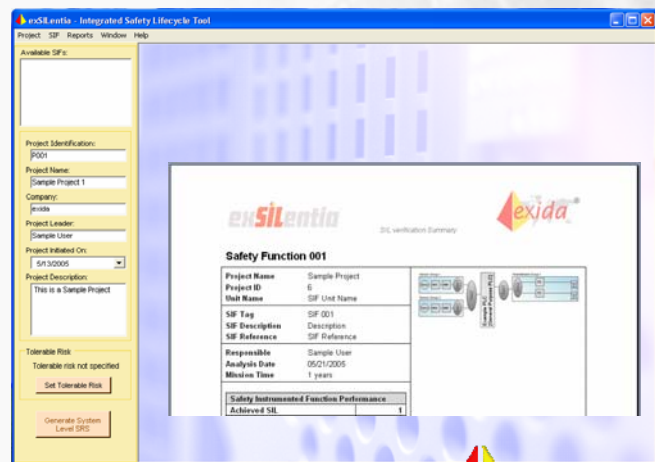 exSILentia - Integrated Safety Lifecycle Tool
Project SIF Reports Window Help
Available SIFs:
Project Identification:
P001
Project Name:
Sample Project 1
Company:
exida
Project Leader:
Sample User
Project Initiated On:
5/13/2005
Project Description:
This is a Sample Project
Tolerable Risk
Tolerable risk not specified
Set Tolerable Risk
Generate System
Level SRS
exSILentia
SIL verification Summary
exida
Safety Function 001
Project Name Sample Project
Project ID 6
Unit Name SIF Unit Name
SIF Tag SIF 001
SIF Description Description
SIF Reference SIF Reference
Responsible Sample User
Analysis Date 05/21/2005
Mission Time 1 years
Example PLC
(General Purpose PLC)
Safety Instrumented Function Performance
Achieved SIL 1